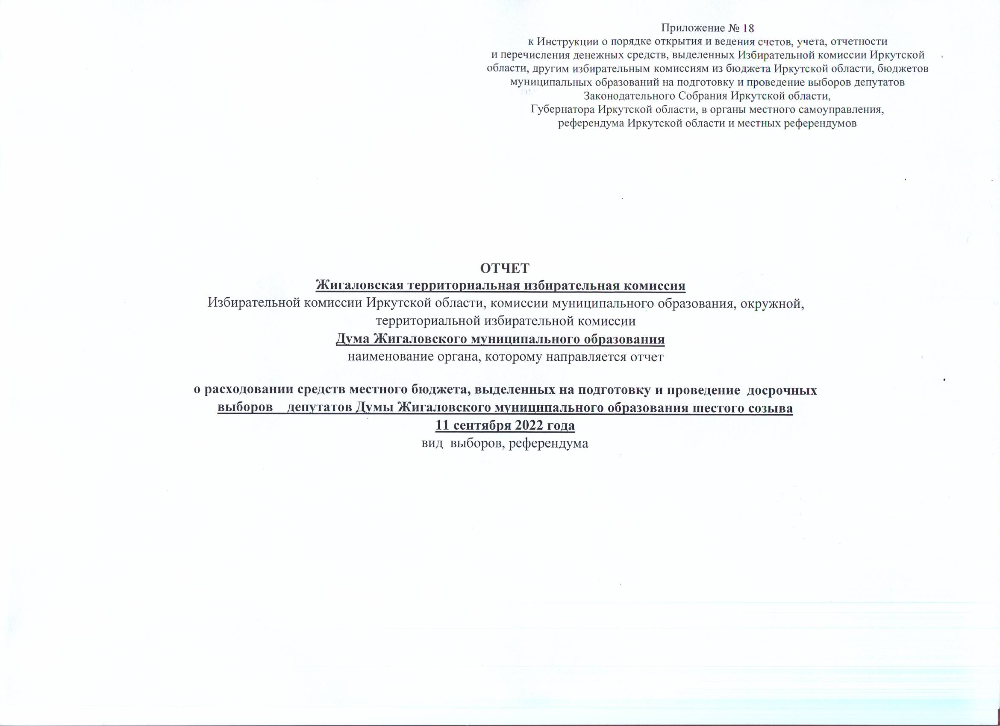 Приложение № 18
к Инструкции о порядке открытия и ведения счетов, учета, отчетности
и перечисления денежных средств, выделенных Избирательной комиссии Иркутской
области, другим избирательным комиссиям из бюджета Иркутской области, бюджетов
муниципальных образований на подготовку и проведение выборов депутатов
Законодательного Собрания Иркутской области,
Губернатора Иркутской области, в органы местного самоуправления,
референдума Иркутской области и местных референдумов
ОТЧЕТ
Жигаловская территориальная избирательная комиссия
Избирательной комиссии Иркутской области, комиссии муниципального образования, окружной,
территориальной избирательной комиссии
Дума Жигаловского муниципального образования
наименование органа, которому направляется отчет
о расходовании средств местного бюджета, выделенных на подготовку и проведение досрочных
выборов депутатов Думы Жигаловского муниципального образования шестого созыва
11 сентября 2022 года
вид выборов, референдума